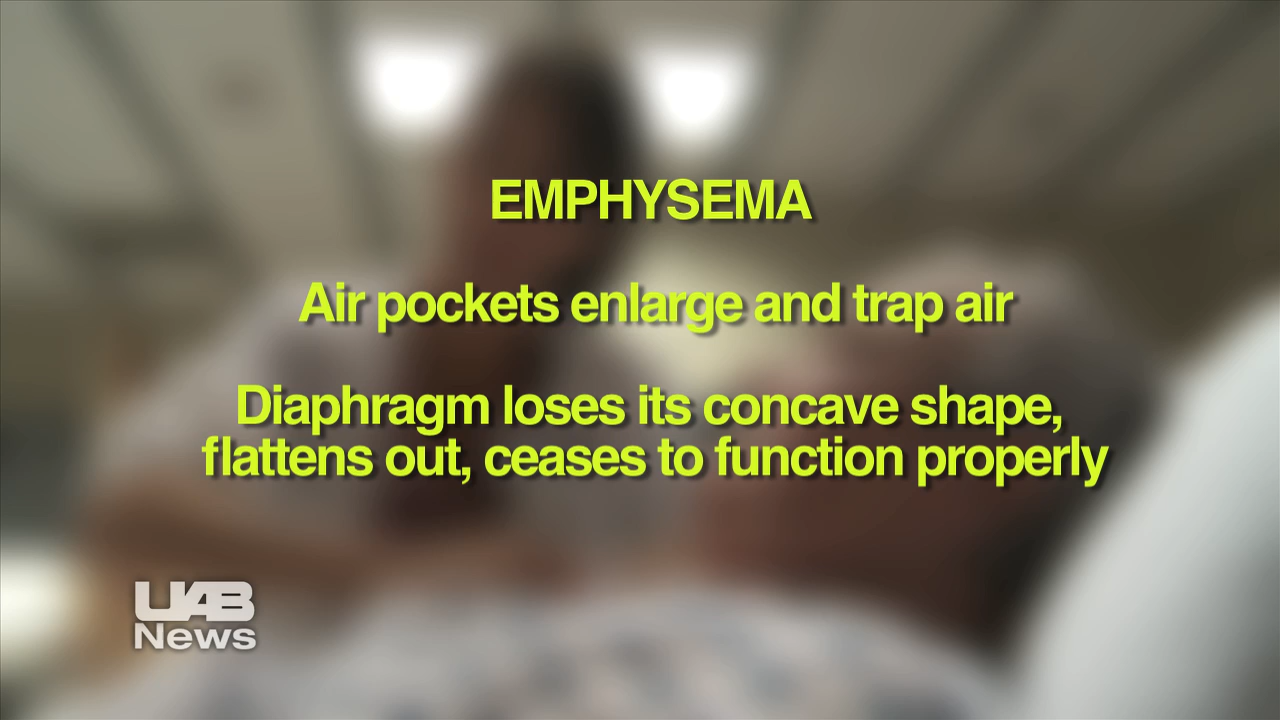 EMPHYSEMA
Air pockets enlarge and trap air
Diaphragm loses its concave shape,
flattens out, ceases to function properly
UAB
News